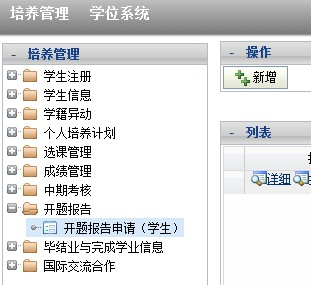 培养管理 学位系统
- 培养管理
学生注册
学生信息
学籍异动
个人培养计划
选课管理
成绩管理
中期考核
开题报告
开题报告申请（学生）
毕结业与完成学业信息
国际交流合作
- 操作
新增
- 列表
详细